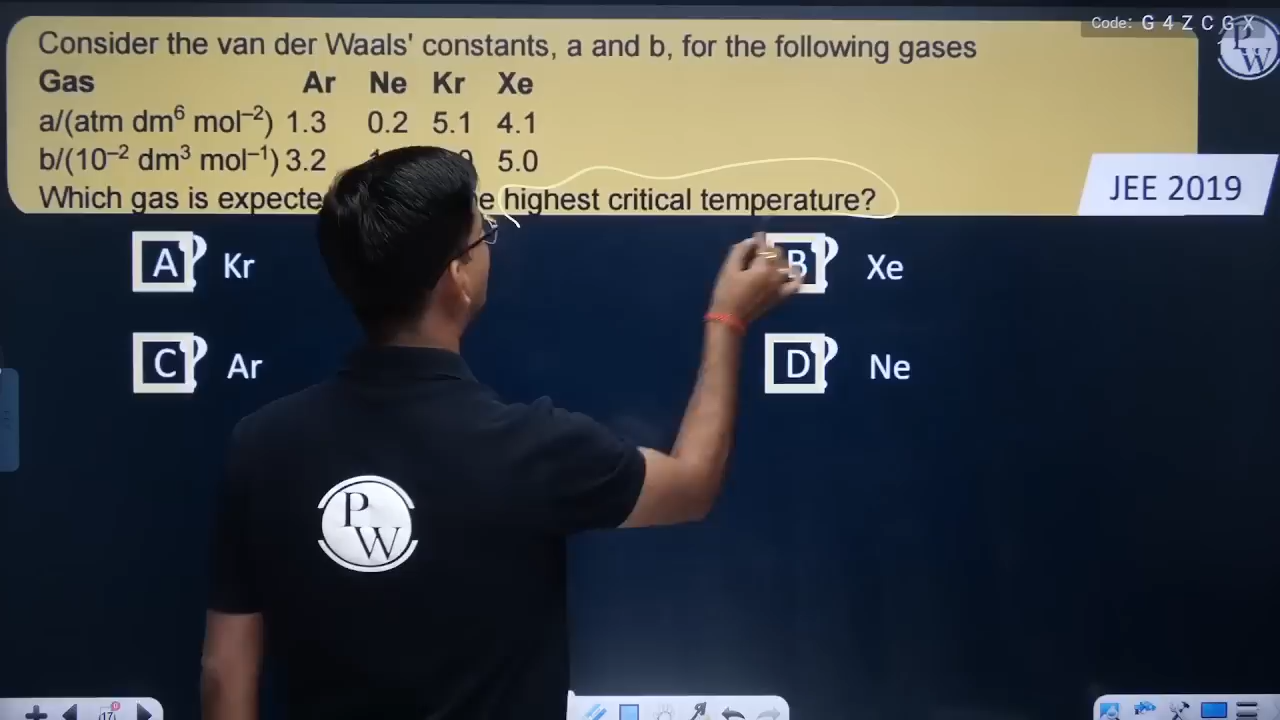 Code: G 4 Z C G X
Consider the van der Waals' constants, a and b, for the following gases
PW
Gas Ar Ne Kr Xe
a/(atm dm⁶ mol⁻²) 1.3 0.2 5.1 4.1
b/(10⁻² dm³ mol⁻¹) 3.2 5.0
Which gas is highest critical temperature?
JEE 2019
A Kr
B Xe
C Ar
D Ne
PW